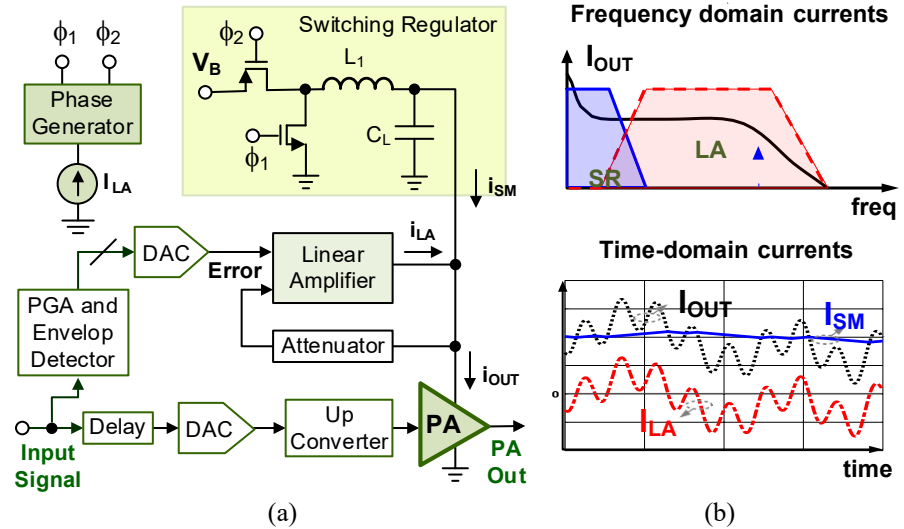 ϕ1
ϕ2
Phase
Generator
ILA
Switching Regulator
ϕ2
VB
L1
CL
ϕ1
iSM
DAC
Error
Linear
Amplifier
iLA
PGA and
Envelop
Detector
Attenuator
iOUT
Input
Signal
Delay
DAC
Up
Converter
PA
PA
Out
(a)
Frequency domain currents
IOUT
SR
LA
freq
Time-domain currents
IOUT
ISM
o
ILA
time
(b)